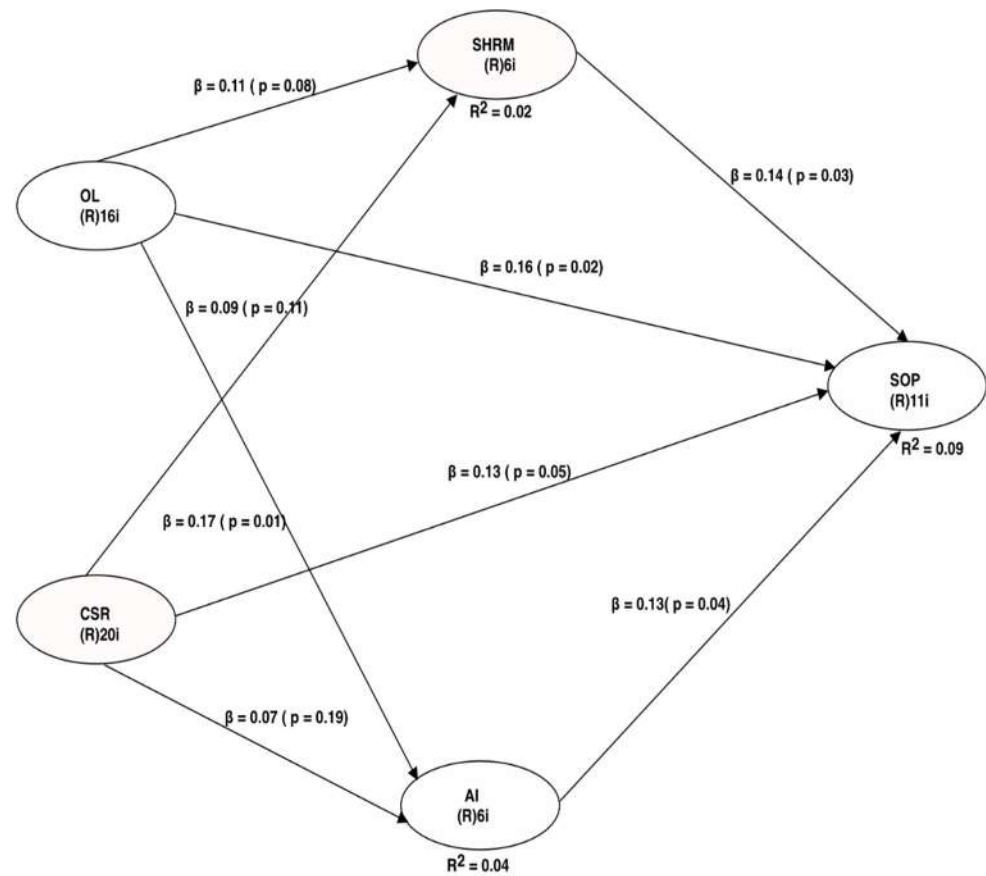 SHRM
(R)6i
β = 0.11 ( p = 0.08)
R² = 0.02
β = 0.14 ( p = 0.03)
OL
(R)16i
β = 0.16 ( p = 0.02)
β = 0.09 ( p = 0.11)
SOP
(R)11i
R² = 0.09
β = 0.13 ( p = 0.05)
β = 0.17 ( p = 0.01)
CSR
(R)20i
β = 0.13( p = 0.04)
β = 0.07 ( p = 0.19)
AI
(R)6i
R² = 0.04